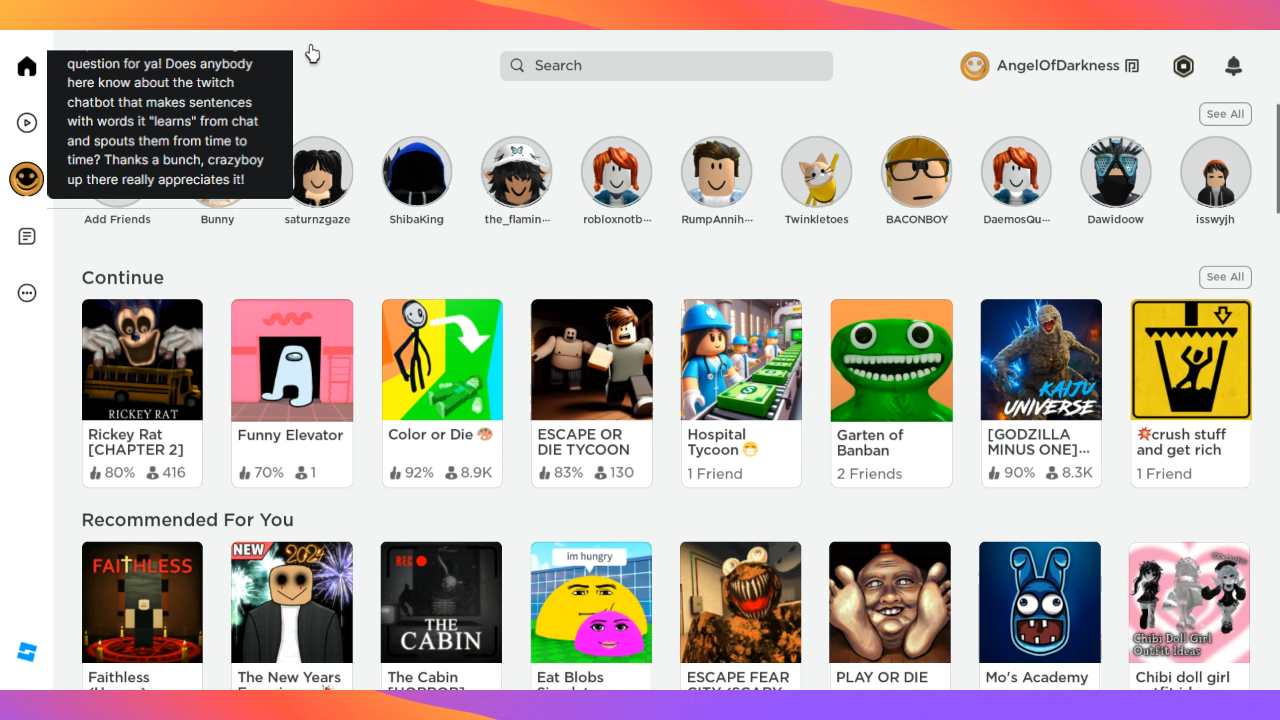 question for ya! Does anybody
here know about the twitch
chatbot that makes sentences
with words it "learns" from chat
and spouts them from time to
time? Thanks a bunch, crazyboy
up there really appreciates it!
Search
AngelOfDarkness
See All
Add Friends
Bunny
saturnzgaze
ShibaKing
the_flamin...
robloxnotb...
RumpAnnih...
Twinkletoes
BACONBOY
DaemosQu...
Dawidoow
isswyjh
Continue
See All
RICKEY RAT
KAIJU
UNIVERSE
Rickey Rat
[CHAPTER 2]
80% 416
Funny Elevator
70% 1
Color or Die 🎨
92% 8.9K
ESCAPE OR
DIE TYCOON
83% 130
Hospital
Tycoon 😷
1 Friend
Garten of
Banban
2 Friends
[GODZILLA
MINUS ONE]...
90% 8.3K
💥crush stuff
and get rich
1 Friend
Recommended For You
FAITHLESS
NEW
2024
REC
THE
CABIN
im hungry
Chibi Doll Girl
Outfit Ideas
Faithless
The New Years
The Cabin
Eat Blobs
ESCAPE FEAR
PLAY OR DIE
Mo's Academy
Chibi doll girl